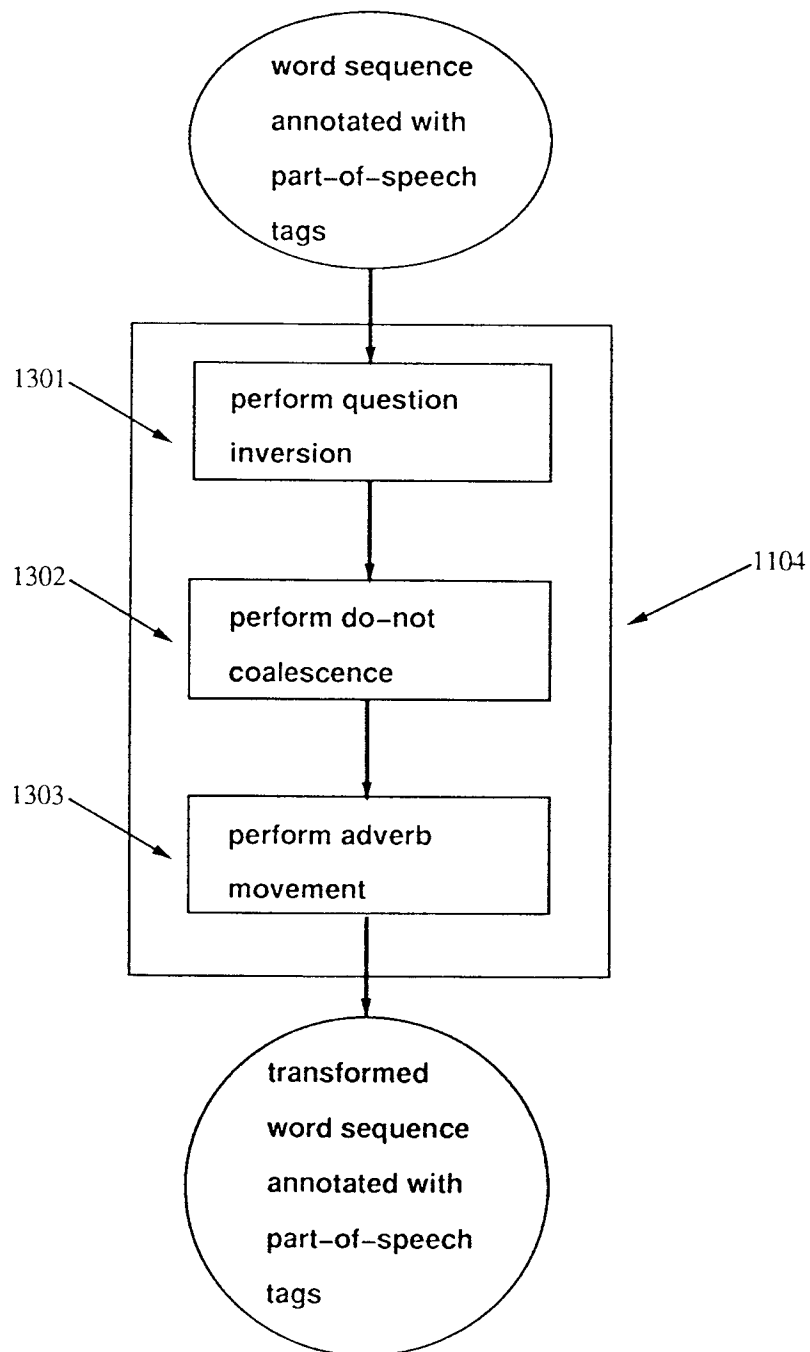 word sequence
annotated with
part-of-speech
tags
1301
perform question
inversion
1302
perform do-not
coalescence
1104
1303
perform adverb
movement
transformed
word sequence
annotated with
part-of-speech
tags